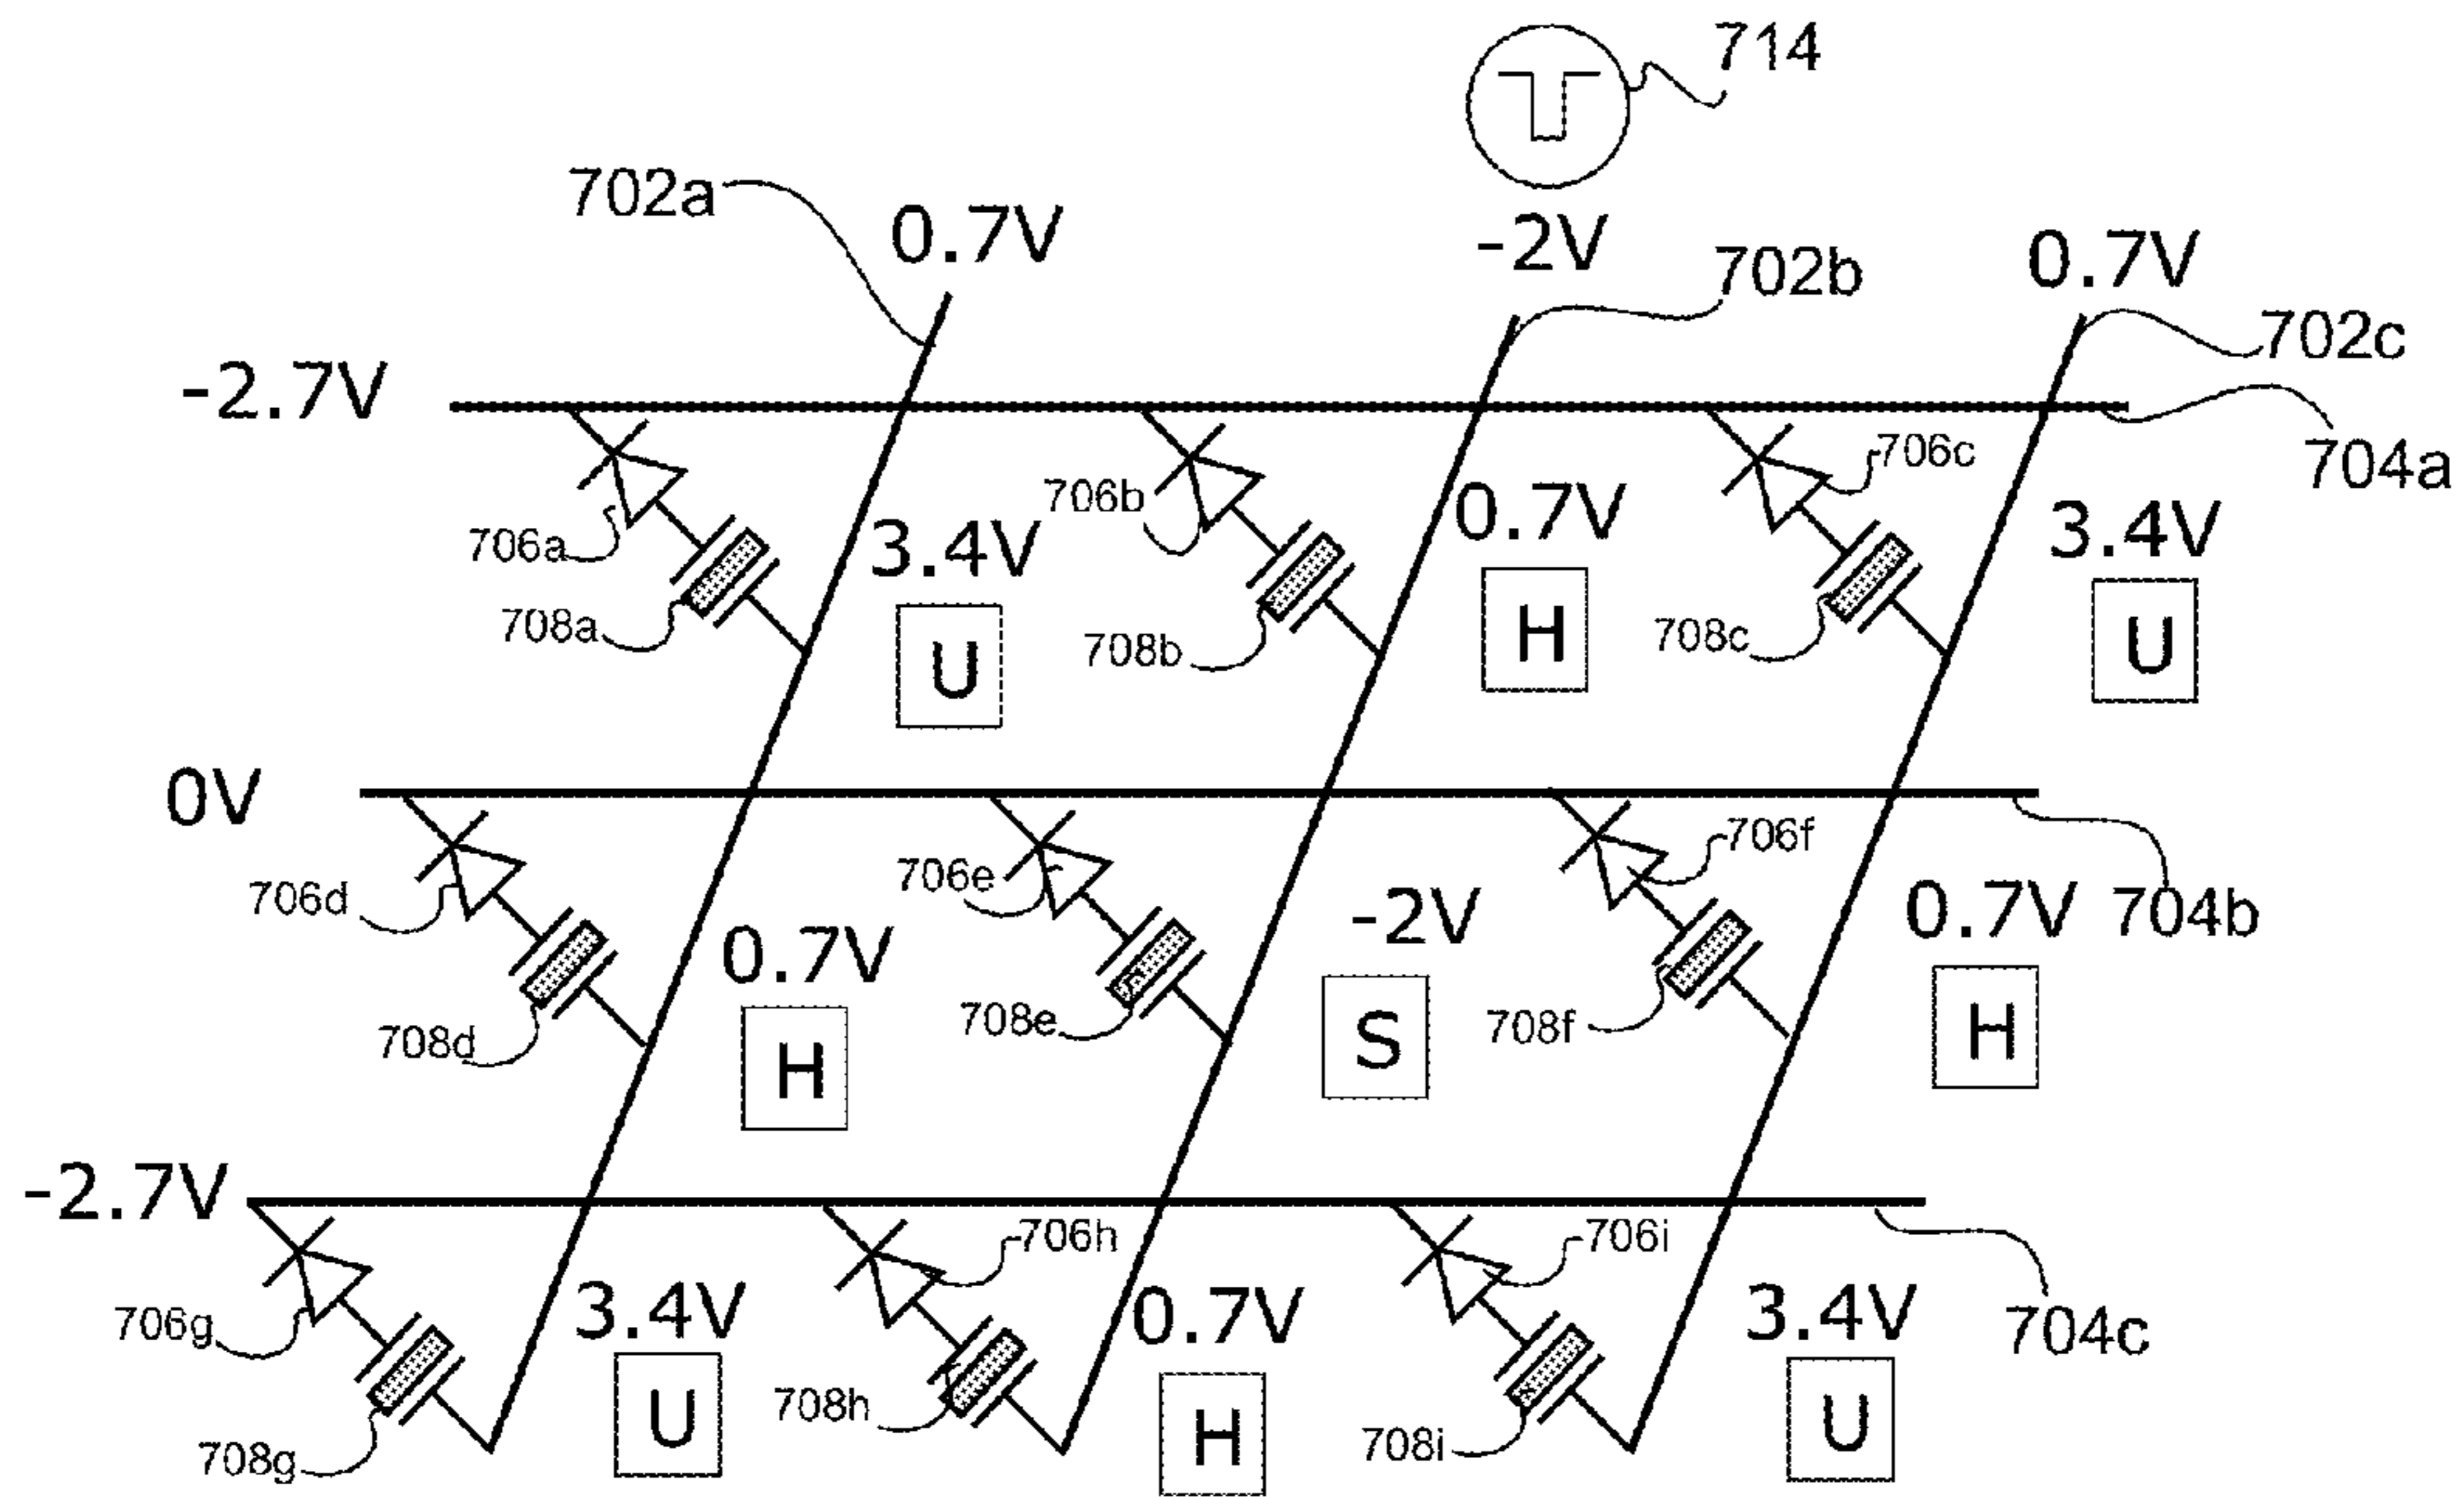 714
702a
0.7V
-2V
702b
0.7V
702c
-2.7V
704a
706a
3.4V
706b
0.7V
706c
3.4V
708a
U
708b
H
708c
U
0V
706d
706e
-2V
706f
0.7V
704b
0.7V
708d
H
708e
S
708f
H
-2.7V
706g
3.4V
706h
0.7V
706i
3.4V
704c
708g
U
708h
H
708i
U